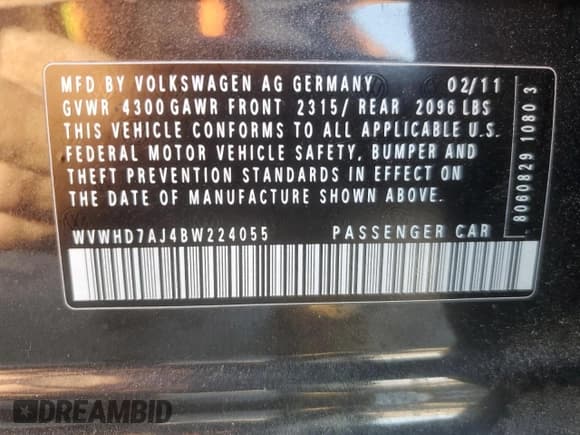 MFD BY VOLKSWAGEN AG GERMANY 02/11
GVWR 4300 GAWR FRONT 2315/ REAR 2096 LBS
THIS VEHICLE CONFORMS TO ALL APPLICABLE U.S.
FEDERAL MOTOR VEHICLE SAFETY, BUMPER AND
THEFT PREVENTION STANDARDS IN EFFECT ON
THE DATE OF MANUFACTURE SHOWN ABOVE.
WVWHD7AJ4BW224055 PASSENGER CAR
8060829 1080 3
DREAMBID